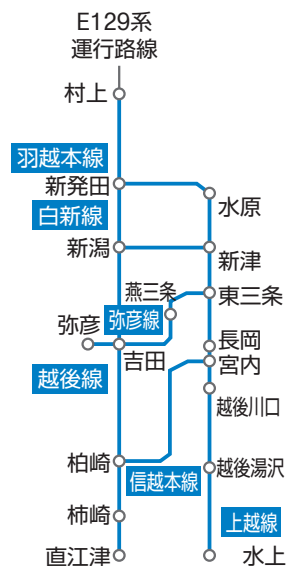 E129系
運行路線
村上
羽越本線
新発田
水原
白新線
新潟
新津
燕三条
東三条
弥彦
弥彦線
長岡
吉田
宮内
越後線
越後川口
柏崎
越後湯沢
信越本線
柿崎
上越線
直江津
水上